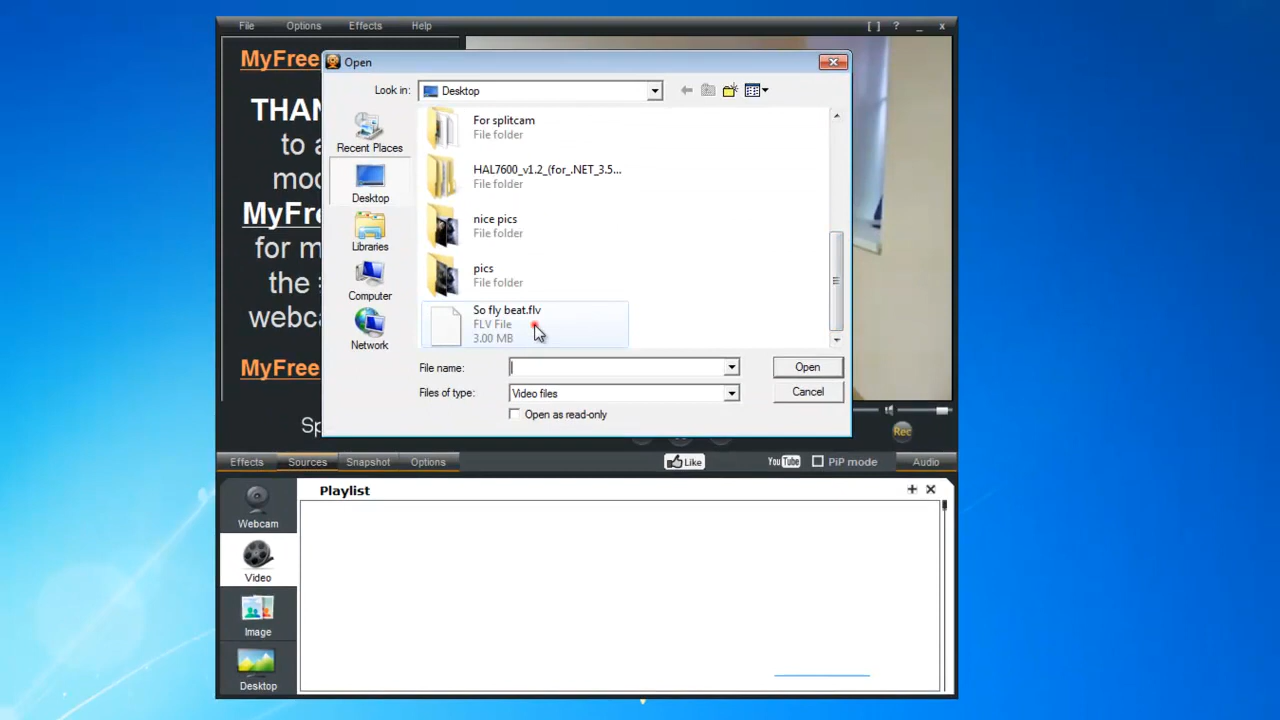 File Options Effects Help [ ] ? _ x
MyFree
Open
Look in: Desktop
THAN
to a
mod
MyFre
for m
the
webca
MyFree
Sp
Recent Places
Desktop
Libraries
Computer
Network
For splitcam
File folder
HAL7600_v1.2_(for_.NET_3.5...
File folder
nice pics
File folder
pics
File folder
So fly beat.flv
FLV File
3.00 MB
File name: Open
Files of type: Video files Cancel
Open as read-only
Rec
Effects Sources Snapshot Options Like YouTube PiP mode Audio
Playlist
Webcam
Video
Image
Desktop